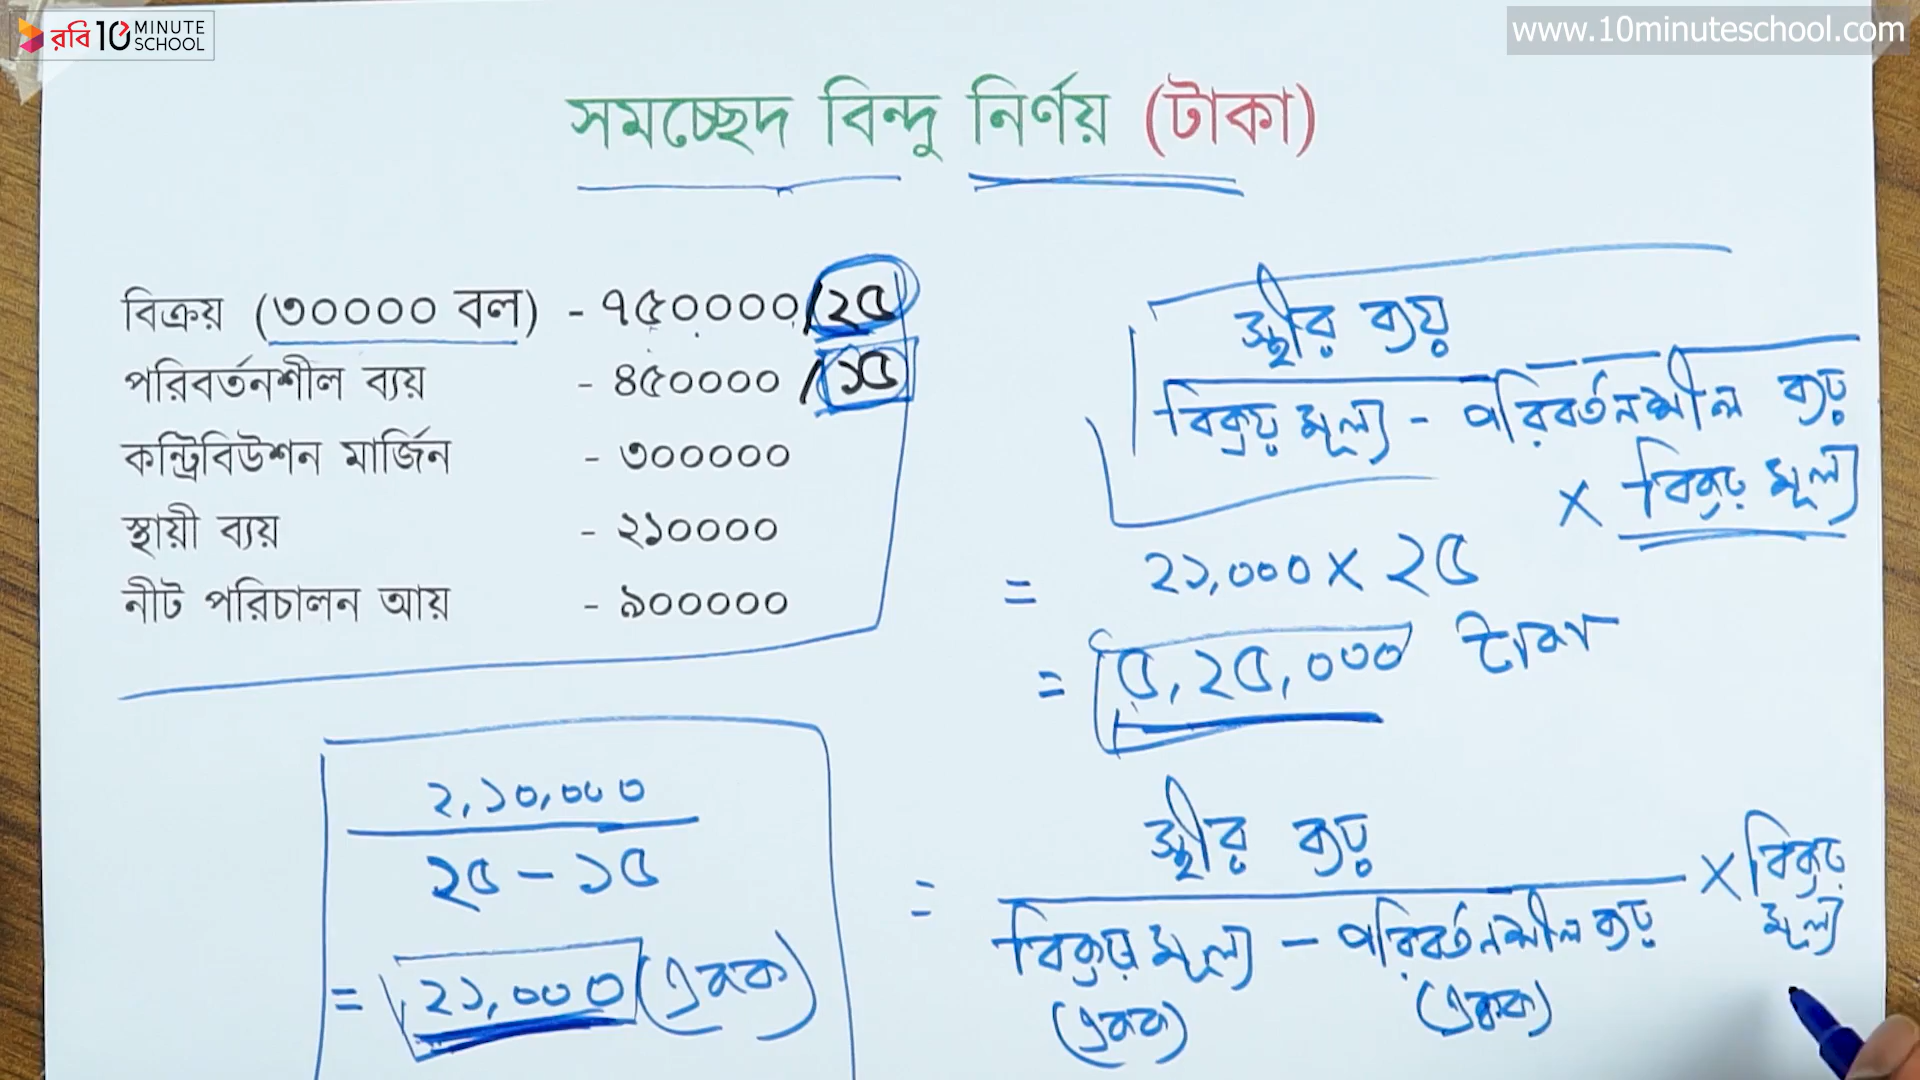 রবি 10 MINUTE SCHOOL
www.10minuteschool.com
সমচ্ছেদ বিন্দু নির্ণয় (টাকা)
বিক্রয় (৩০০০০ বল) - ৭৫০০০০/২৫
পরিবর্তনশীল ব্যয় - ৪৫০০০০ /১৫
কন্ট্রিবিউশন মার্জিন - ৩০০০০০
স্থায়ী ব্যয় - ২১০০০০
নীট পরিচালন আয় - ৯০০০০০
স্থীর ব্যয়
বিক্রয় মূল্য - পরিবর্তনশীল ব্যয়
× বিক্রয় মূল্য
= ২১,০০০ × ২৫
= ৫,২৫,০০০ টাকা
২,১০,০০০
২৫ - ১৫
= ২১,০০০ (একক)
স্থীর ব্যয়
= বিক্রয় মূল্য - পরিবর্তনশীল ব্যয় × বিক্রয় মূল্য
(একক) (একক)